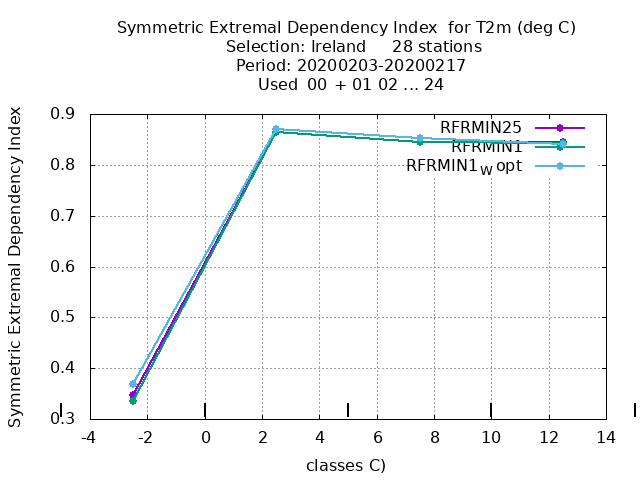 Symmetric Extremal Dependency Index for T2m (deg C)
Selection: Ireland 28 stations
Period: 20200203-20200217
Used 00 + 01 02 ... 24
Symmetric Extremal Dependency Index
0.9
0.8
0.7
0.6
0.5
0.4
0.3
RFRMIN25
RFRMIN1
RFRMIN1W opt
-4 -2 0 2 4 6 8 10 12 14
classes C)